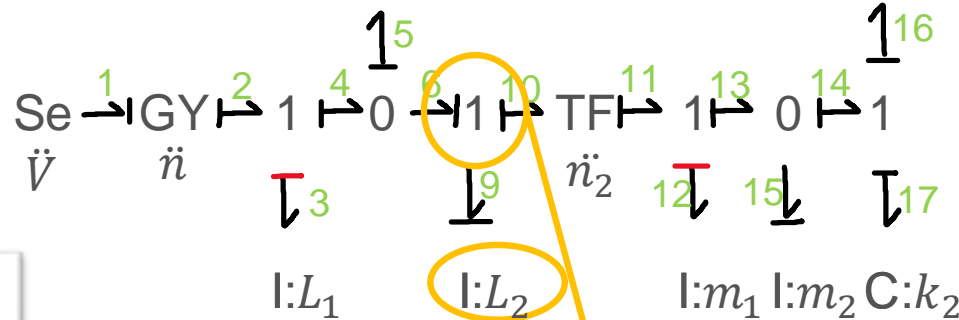 5 16
1 2 4 6 10 11 13 14
Se GY 1 0 1 TF 1 0 1
V̈ n̈ n̈₂
3 9 12 15 17
I:L₁ I:L₂ I:m₁ I:m₂ C:k₂